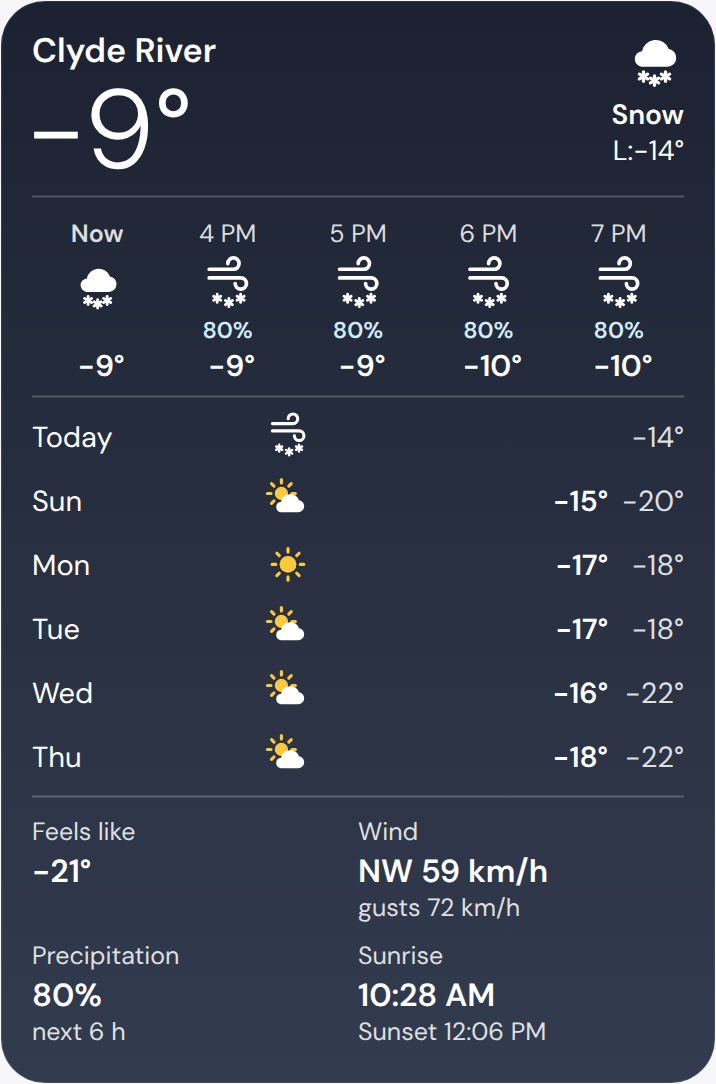 Clyde River
-9°
Snow
L:-14°
Now 4 PM 5 PM 6 PM 7 PM
80% 80% 80% 80%
-9° -9° -9° -10° -10°
Today -14°
Sun -15° -20°
Mon -17° -18°
Tue -17° -18°
Wed -16° -22°
Thu -18° -22°
Feels like
-21°
Wind
NW 59 km/h
gusts 72 km/h
Precipitation
80%
next 6 h
Sunrise
10:28 AM
Sunset 12:06 PM